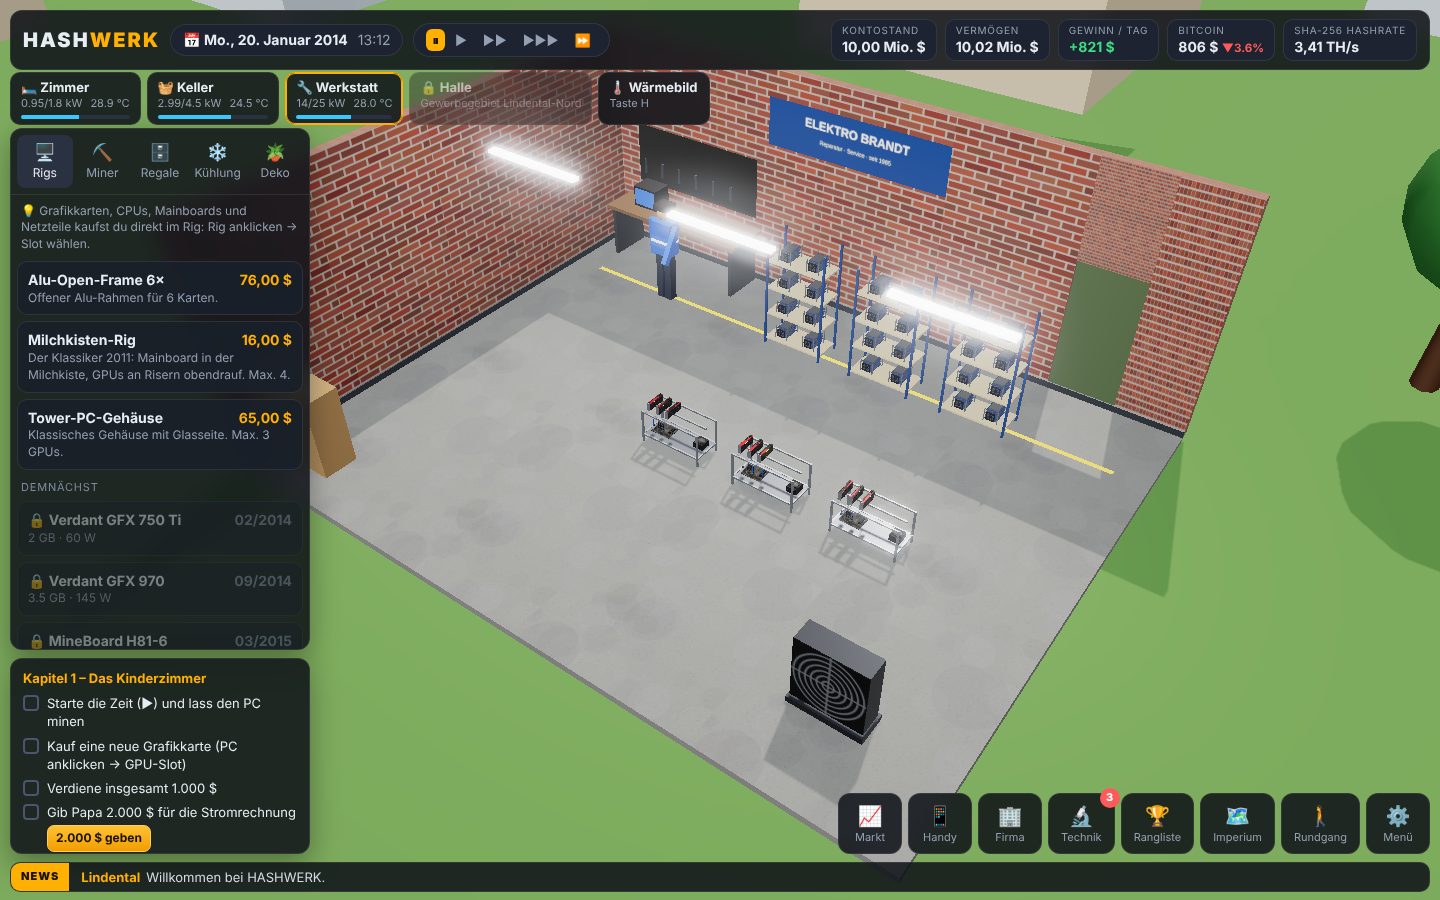 HASHWERK
Mo., 20. Januar 2014 13:12
KONTOSTAND
10,00 Mio. $
VERMÖGEN
10,02 Mio. $
GEWINN / TAG
+821 $
BITCOIN
806 $ ▼3.6%
SHA-256 HASHRATE
3,41 TH/s
Zimmer
0.95/1.8 kW 28.9 °C
Keller
2.99/4.5 kW 24.5 °C
Werkstatt
14/25 kW 28.0 °C
Halle
Gewerbegebiet Lindental-Nord
Wärmebild
Taste H
Rigs
Miner
Regale
Kühlung
Deko
Grafikkarten, CPUs, Mainboards und
Netzteile kaufst du direkt im Rig: Rig anklicken →
Slot wählen.
Alu-Open-Frame 6× 76,00 $
Offener Alu-Rahmen für 6 Karten.
Milchkisten-Rig 16,00 $
Der Klassiker 2011: Mainboard in der
Milchkiste, GPUs an Risern obendrauf. Max. 4.
Tower-PC-Gehäuse 65,00 $
Klassisches Gehäuse mit Glasseite. Max. 3
GPUs.
DEMNÄCHST
Verdant GFX 750 Ti 02/2014
2 GB · 60 W
Verdant GFX 970 09/2014
3.5 GB · 145 W
MineBoard H81-6 03/2015
ELEKTRO BRANDT
Reparatur · Service · seit 1985
Kapitel 1 – Das Kinderzimmer
Starte die Zeit (▶) und lass den PC
minen
Kauf eine neue Grafikkarte (PC
anklicken → GPU-Slot)
Verdiene insgesamt 1.000 $
Gib Papa 2.000 $ für die Stromrechnung
2.000 $ geben
Markt
Handy
Firma
3
Technik
Rangliste
Imperium
Rundgang
Menü
NEWS Lindental Willkommen bei HASHWERK.